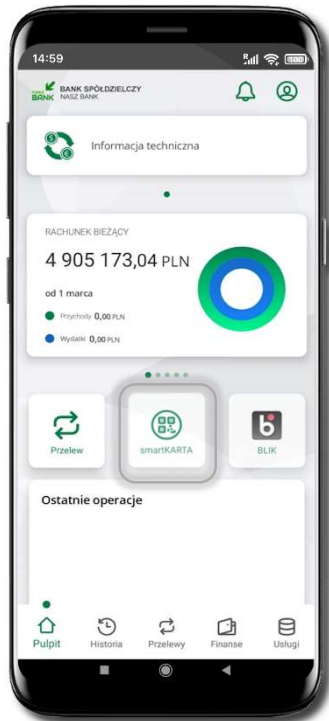 14:59
BANK SPÓŁDZIELCZY
NASZ BANK
NASZ
BANK
Informacja techniczna
RACHUNEK BIEŻĄCY
4 905 173,04 PLN
od 1 marca
Przychody 0,00 PLN
Wydatki 0,00 PLN
Przelew
smartKARTA
BLIK
Ostatnie operacje
Pulpit
Historia
Przelewy
Finanse
Usługi